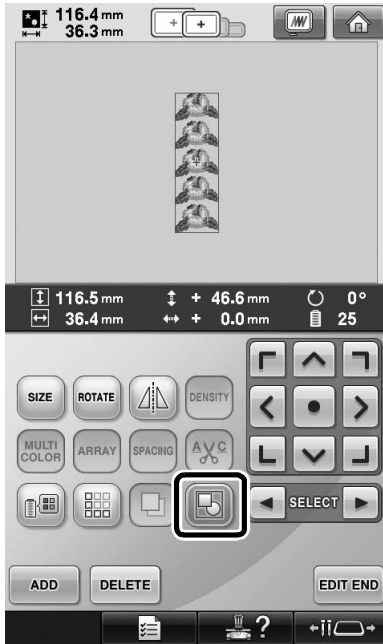 116.4 mm
36.3 mm
116.5 mm + 46.6 mm 0°
36.4 mm + 0.0 mm 25
SIZE ROTATE DENSITY
MULTI COLOR ARRAY SPACING A C
SELECT
ADD DELETE EDIT END
?